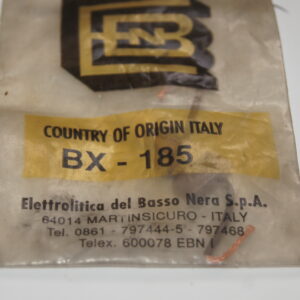 EBN
COUNTRY OF ORIGIN ITALY
BX - 185
Elettrolitica del Basso Nera S.p.A.
64014 MARTINSICURO - ITALY
Tel. 0861 - 797444-5 - 797468
Telex. 600078 EBN I